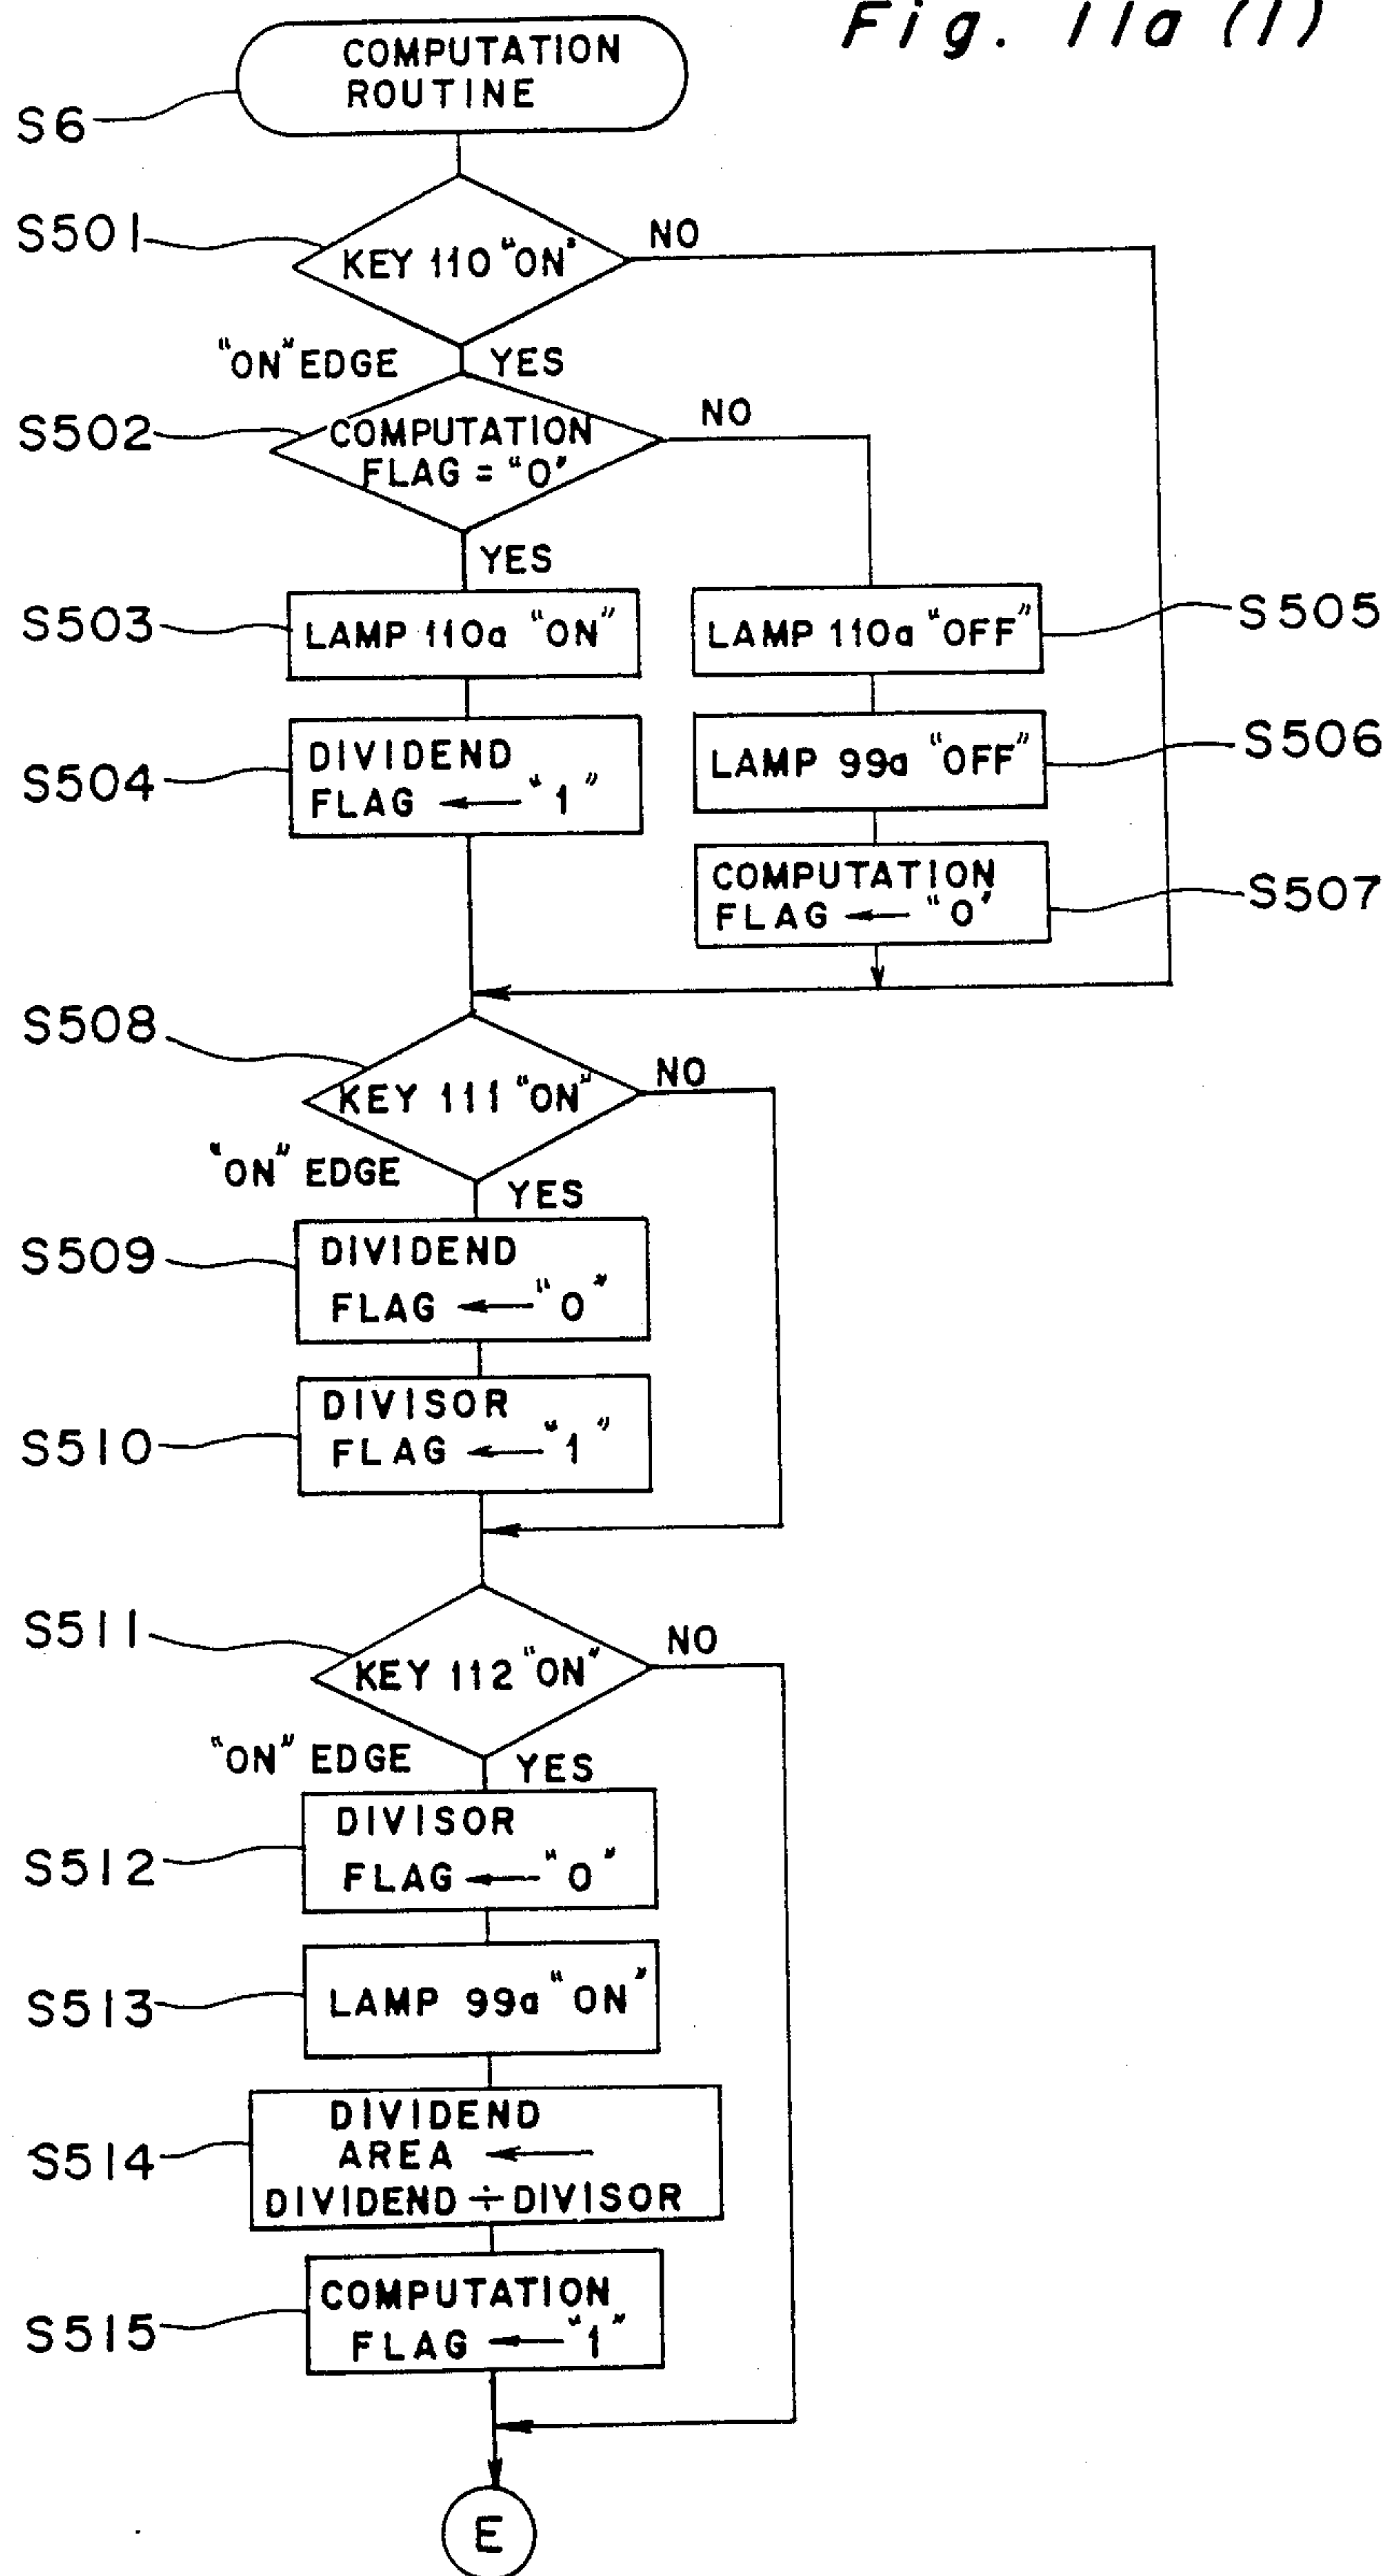 Fig. 11a (1)
COMPUTATION
ROUTINE
S6
S501
KEY 110 "ON"
NO
"ON" EDGE
YES
S502
COMPUTATION
FLAG = "0"
NO
YES
S503
LAMP 110a "ON"
LAMP 110a "OFF"
S505
S504
DIVIDEND
FLAG ← "1"
LAMP 99a "OFF"
S506
COMPUTATION
FLAG ← "0"
S507
S508
KEY 111 "ON"
NO
"ON" EDGE
YES
S509
DIVIDEND
FLAG ← "0"
S510
DIVISOR
FLAG ← "1"
S511
KEY 112 "ON"
NO
"ON" EDGE
YES
S512
DIVISOR
FLAG ← "0"
S513
LAMP 99a "ON"
S514
DIVIDEND
AREA ←
DIVIDEND ÷ DIVISOR
S515
COMPUTATION
FLAG ← "1"
E